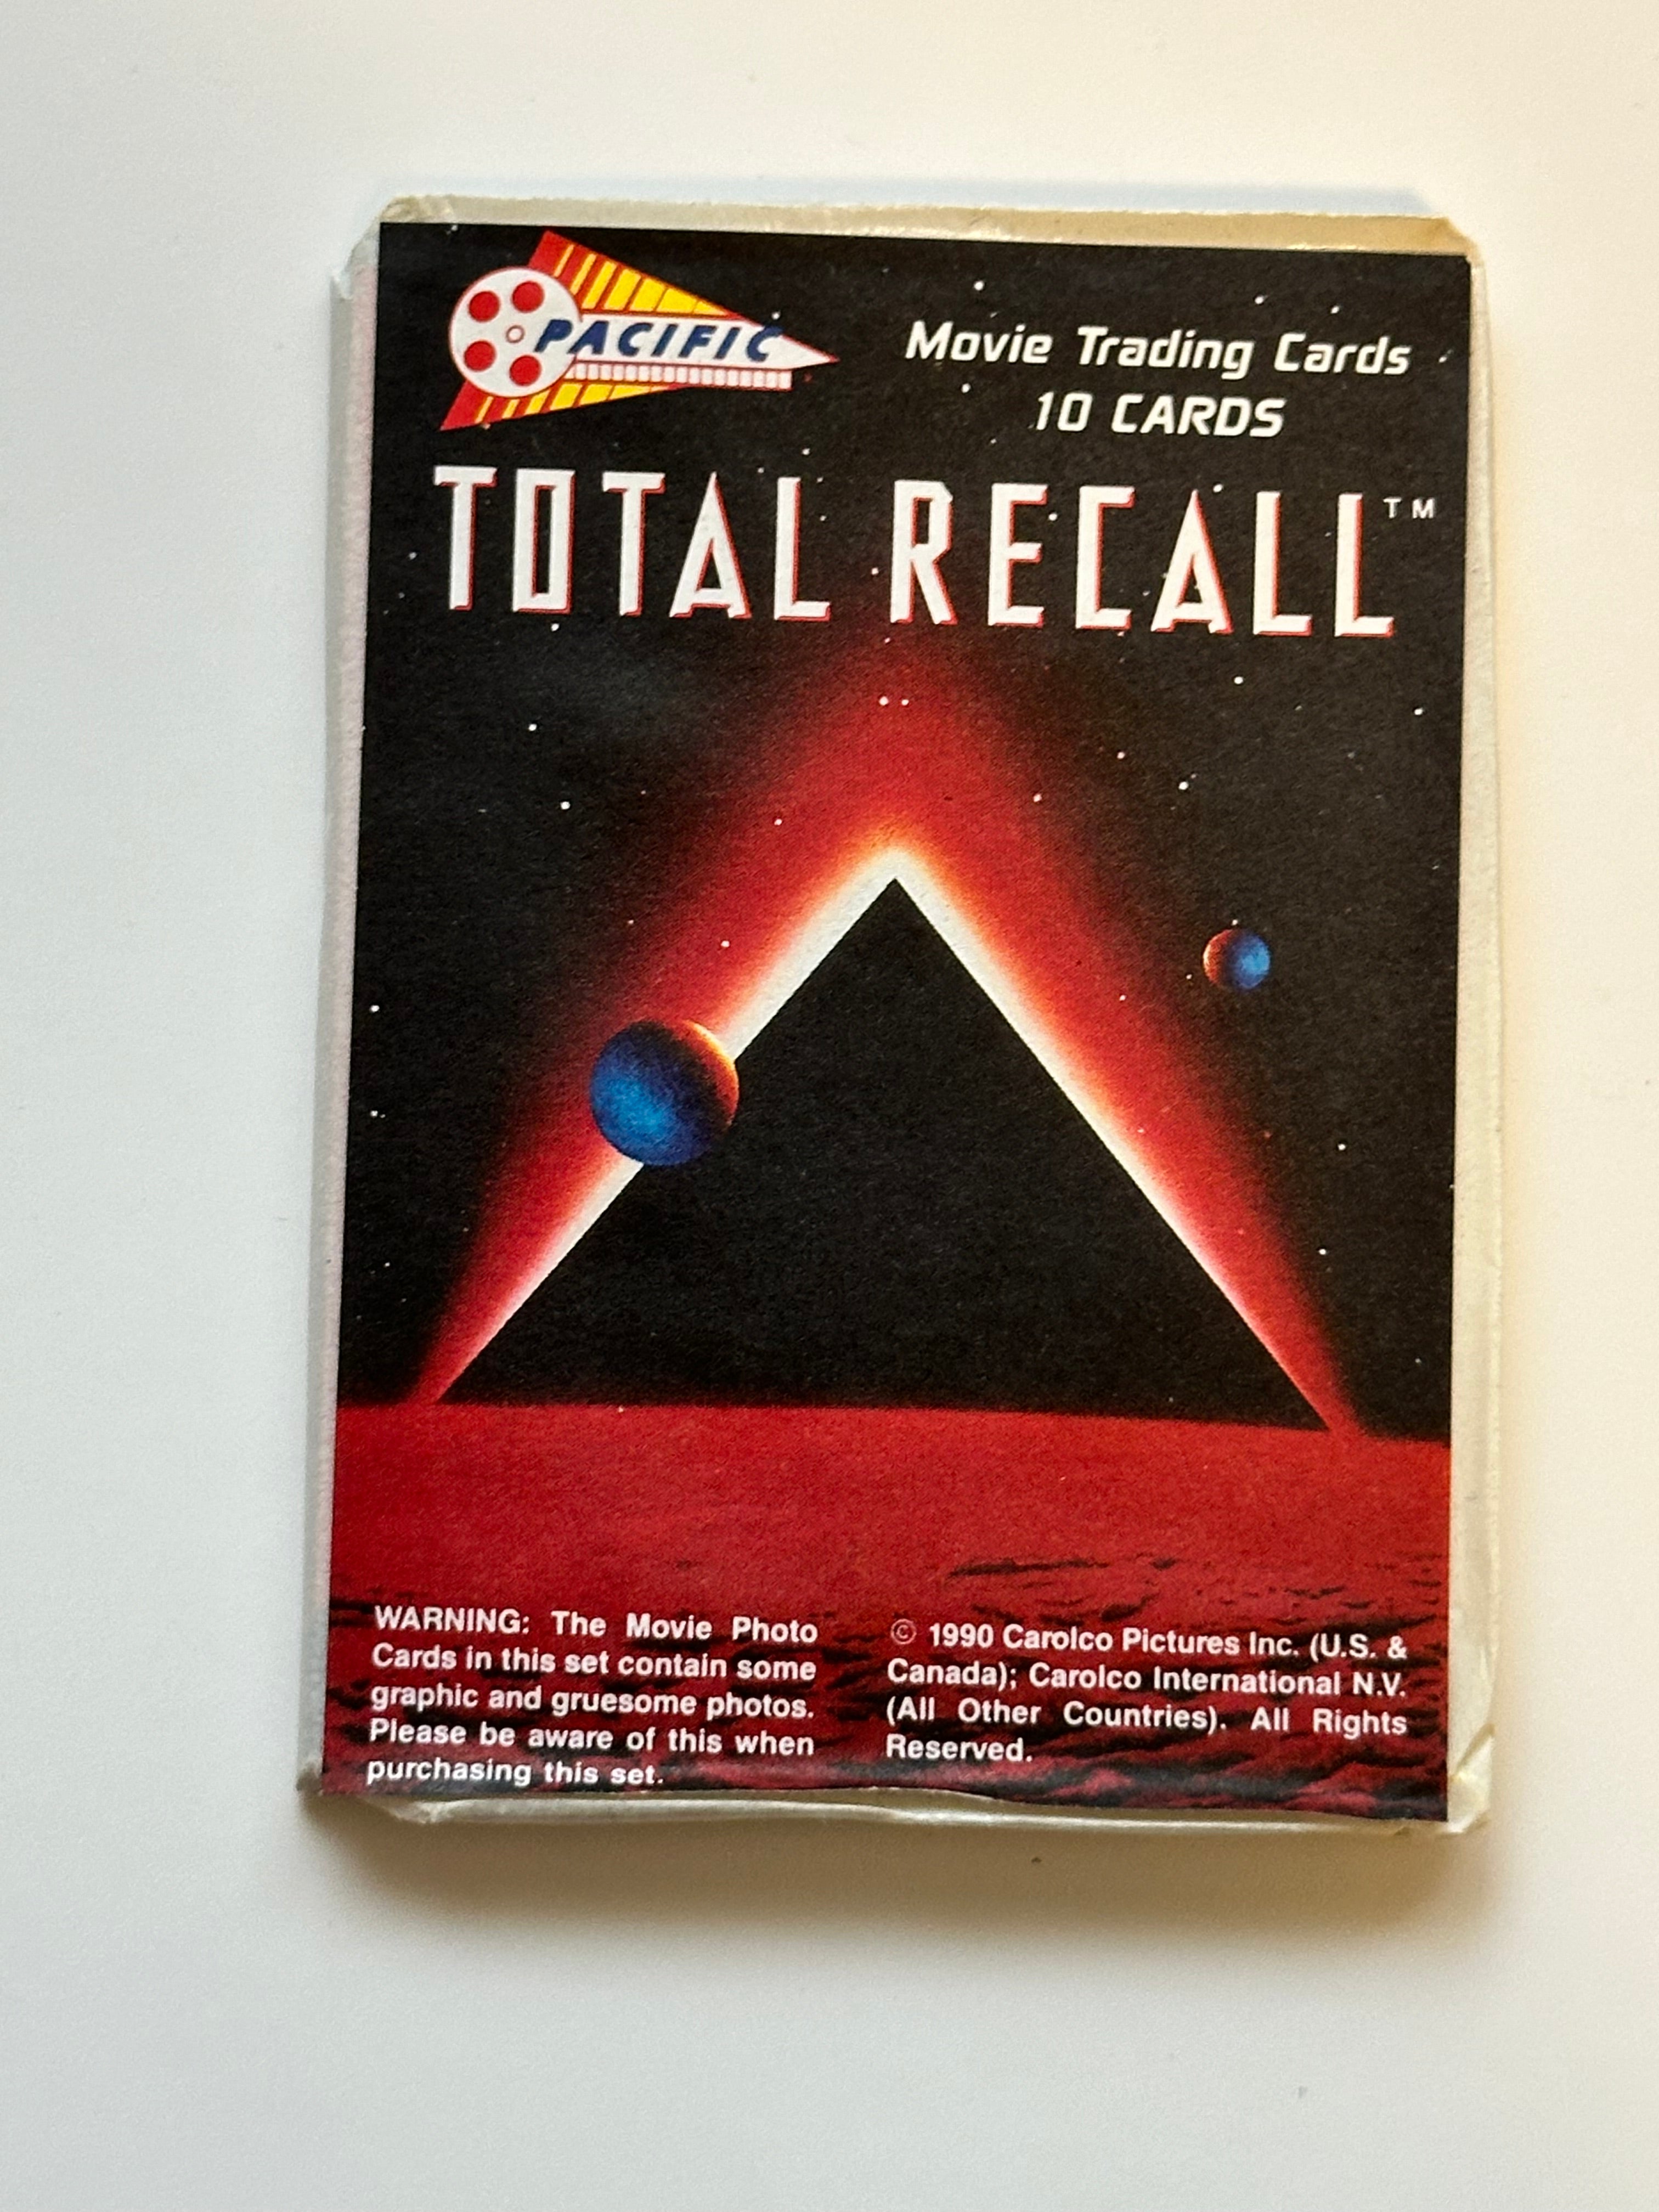 PACIFIC
Movie Trading Cards
10 CARDS
TOTAL RECALL™
WARNING: The Movie Photo
Cards in this set contain some
graphic and gruesome photos.
Please be aware of this when
purchasing this set.
© 1990 Carolco Pictures Inc. (U.S. &
Canada); Carolco International N.V.
(All Other Countries). All Rights
Reserved.